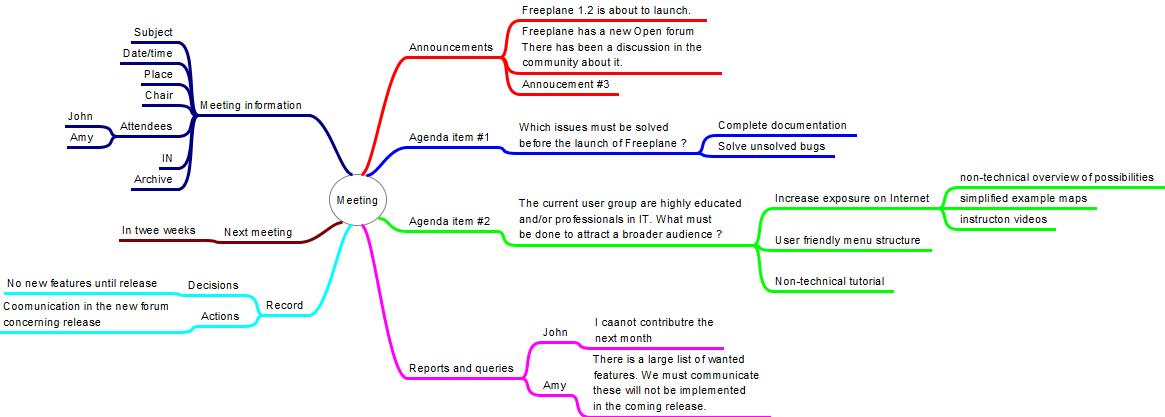 Meeting
Meeting information
Subject
Date/time
Place
Chair
Attendees
John
Amy
IN
Archive
Next meeting
In twee weeks
Record
Decisions
No new features until release
Actions
Coomunication in the new forum
concerning release
Announcements
Freeplane 1.2 is about to launch.
Freeplane has a new Open forum
There has been a discussion in the
community about it.
Annoucement #3
Agenda item #1
Which issues must be solved
before the launch of Freeplane ?
Complete documentation
Solve unsolved bugs
Agenda item #2
The current user group are highly educated
and/or professionals in IT. What must
be done to attract a broader audience ?
Increase exposure on Internet
non-technical overview of possibilities
simplified example maps
instructon videos
User friendly menu structure
Non-technical tutorial
Reports and queries
John
I caanot contributre the
next month
Amy
There is a large list of wanted
features. We must communicate
these will not be implemented
in the coming release.